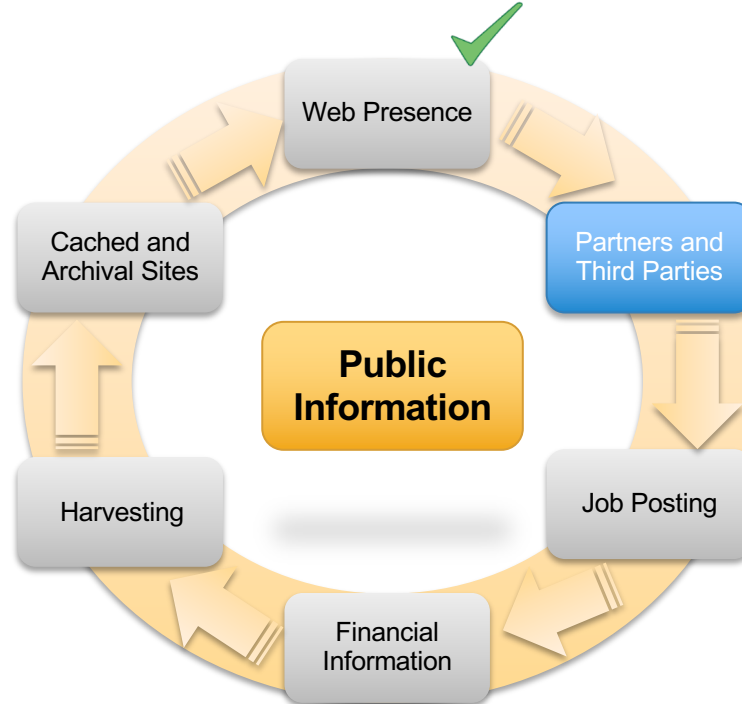 Web Presence
Partners and
Third Parties
Job Posting
Financial
Information
Harvesting
Cached and
Archival Sites
Public
Information